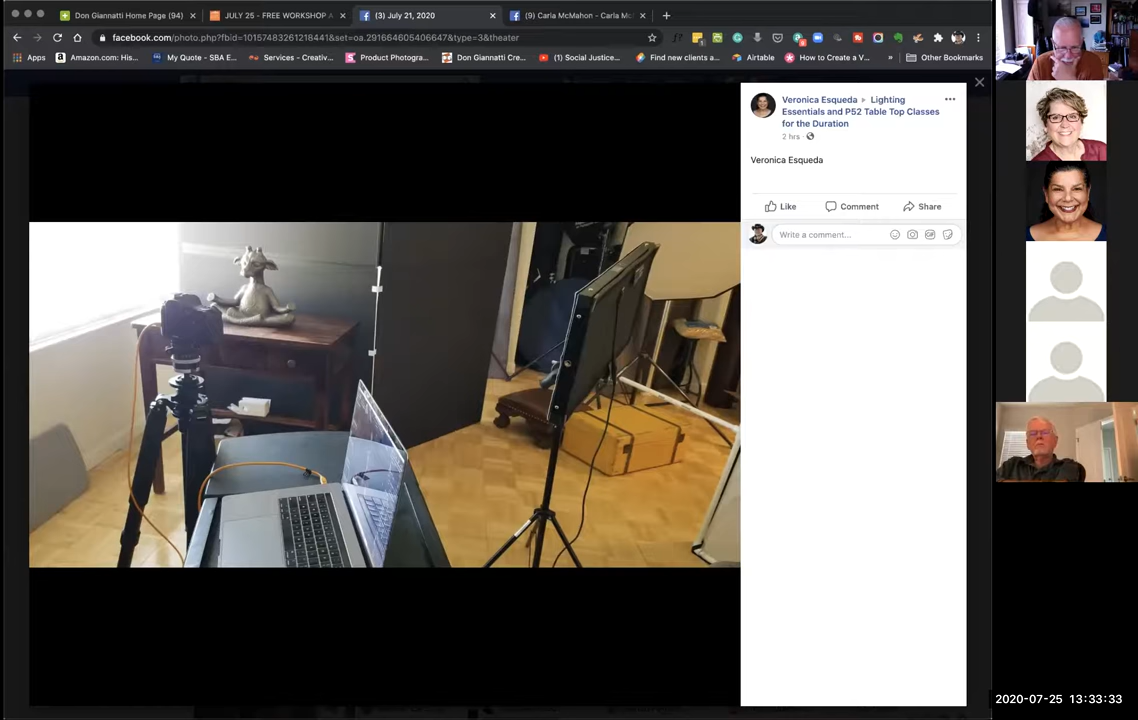 Don Giannatti Home Page (94)
JULY 25 - FREE WORKSHOP A
(3) July 21, 2020
(9) Carla McMahon - Carla Mc
facebook.com/photo.php?fbid=10157483261218441&set=oa.291664605406647&type=3&theater
Apps
Amazon.com: His...
My Quote - SBA E...
Services - Creativ...
Product Photogra...
Don Giannatti Cre...
(1) Social Justice...
Find new clients a...
Airtable
How to Create a V...
»
Other Bookmarks
Veronica Esqueda ▸ Lighting
Essentials and P52 Table Top Classes
for the Duration
2 hrs ·
Veronica Esqueda
Like
Comment
Share
Write a comment...
2020-07-25 13:33:33